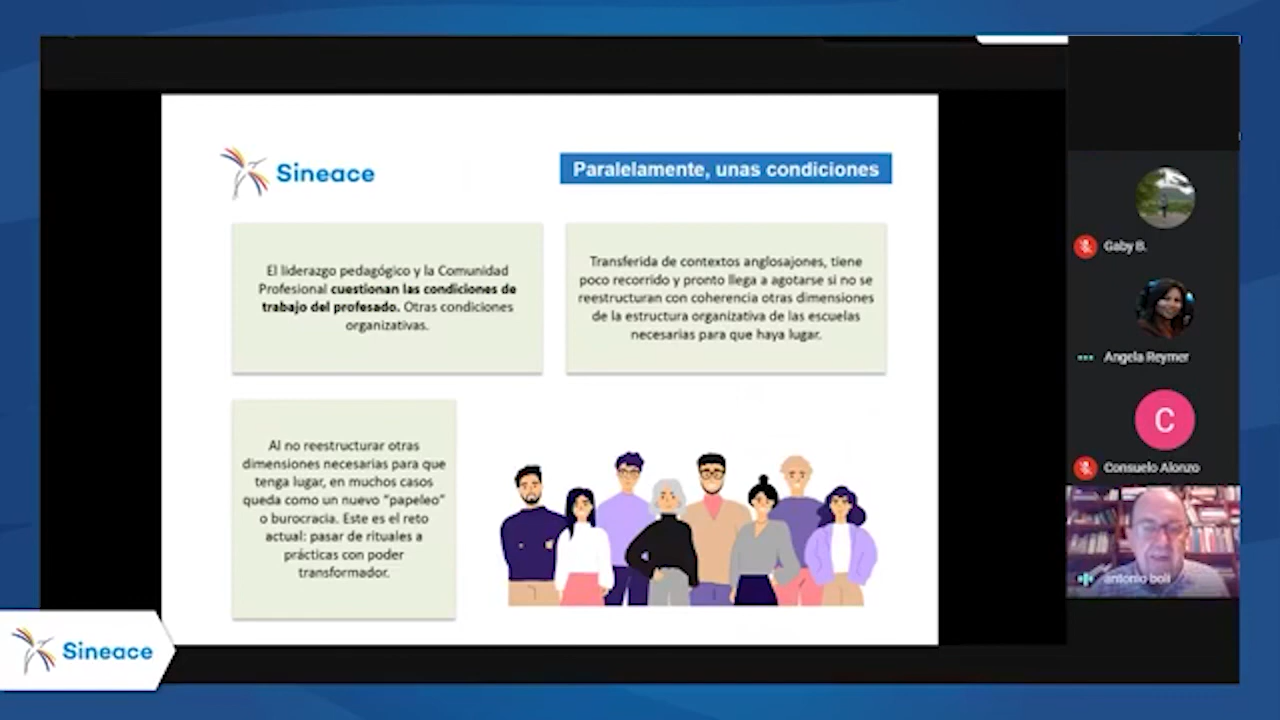 Sineace
Paralelamente, unas condiciones
El liderazgo pedagógico y la Comunidad
Profesional cuestionan las condiciones de
trabajo del profesado. Otras condiciones
organizativas.
Transferida de contextos anglosajones, tiene
poco recorrido y pronto llega a agotarse si no se
reestructuran con coherencia otras dimensiones
de la estructura organizativa de las escuelas
necesarias para que haya lugar.
Al no reestructurar otras
dimensiones necesarias para que
tenga lugar, en muchos casos
queda como un nuevo "papeleo"
o burocracia. Este es el reto
actual: pasar de rituales a
prácticas con poder
transformador.
Gaby B.
Angela Reymer
C
Consuelo Alonzo
antonio boli
Sineace